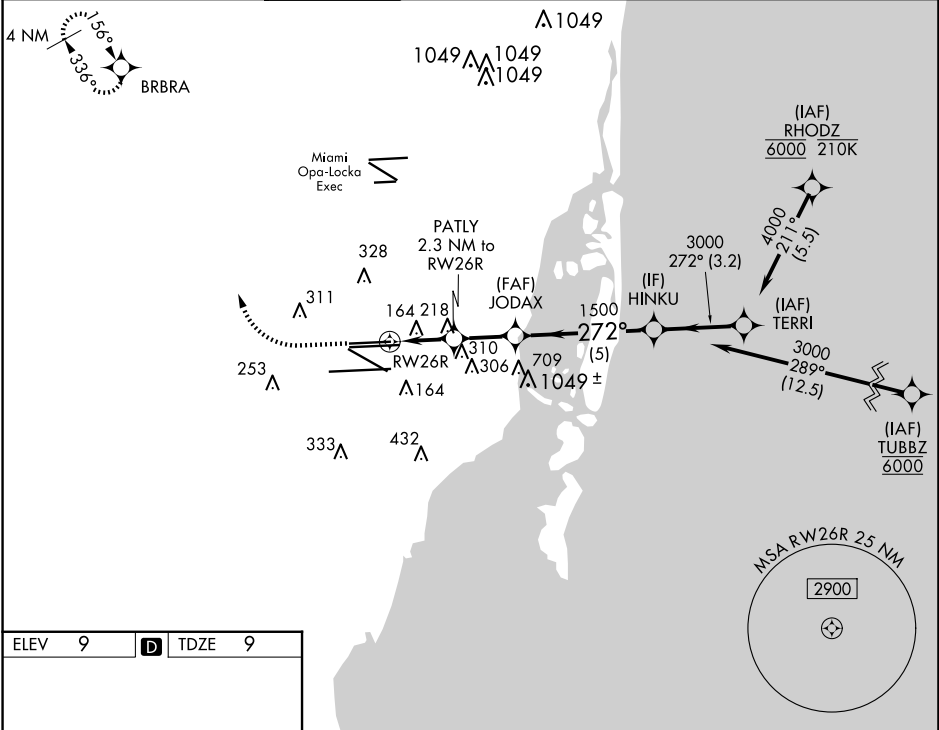 1049
4 NM
156°
336°
BRBRA
1049
1049
1049
(IAF)
RHODZ
6000 210K
Miami
Opa-Locka
Exec
4000
211°
(5.5)
PATLY
2.3 NM to
RW26R
328
3000
272° (3.2)
(FAF)
JODAX
(IF)
HINKU
(IAF)
TERRI
311
164
218
1500
272°
(5)
RW26R
310
306
709
1049 ±
3000
289°
(12.5)
253
164
(IAF)
TUBBZ
6000
333
432
MSA RW26R 25 NM
2900
ELEV 9 D TDZE 9